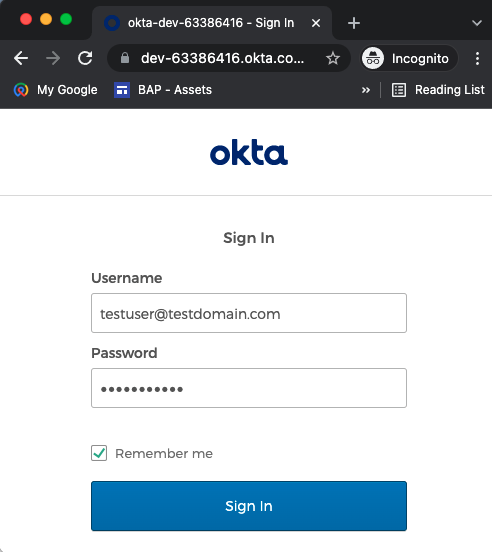 okta-dev-63386416 - Sign In
dev-63386416.okta.co... Incognito
My Google BAP - Assets » Reading List
okta
Sign In
Username
testuser@testdomain.com
Password
•••••••••••
Remember me
Sign In